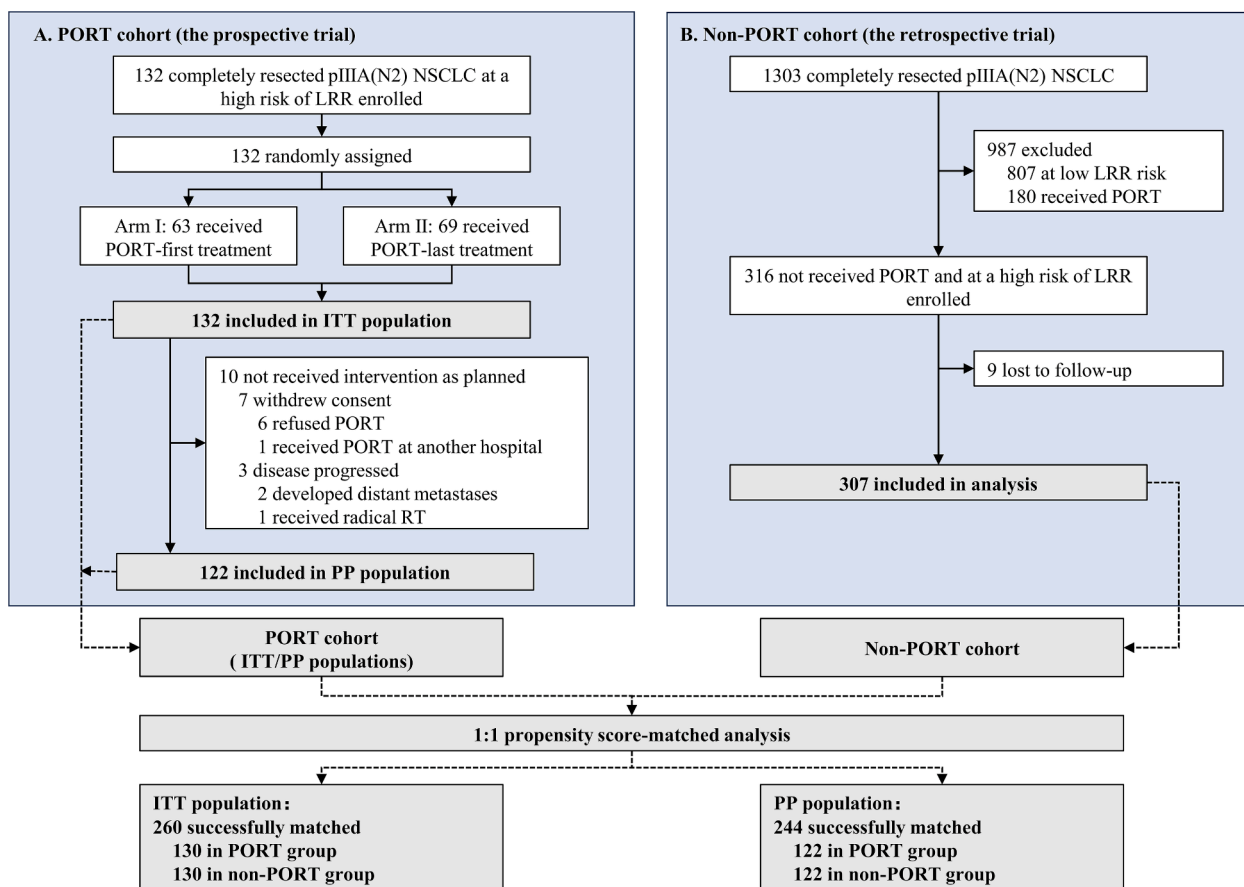 A. PORT cohort (the prospective trial)
132 completely resected pIIIA(N2) NSCLC at a
high risk of LRR enrolled
132 randomly assigned
Arm I: 63 received
PORT-first treatment
Arm II: 69 received
PORT-last treatment
132 included in ITT population
10 not received intervention as planned
7 withdrew consent
6 refused PORT
1 received PORT at another hospital
3 disease progressed
2 developed distant metastases
1 received radical RT
122 included in PP population
B. Non-PORT cohort (the retrospective trial)
1303 completely resected pIIIA(N2) NSCLC
987 excluded
807 at low LRR risk
180 received PORT
316 not received PORT and at a high risk of LRR
enrolled
9 lost to follow-up
307 included in analysis
PORT cohort
( ITT/PP populations)
Non-PORT cohort
1:1 propensity score-matched analysis
ITT population:
260 successfully matched
130 in PORT group
130 in non-PORT group
PP population:
244 successfully matched
122 in PORT group
122 in non-PORT group